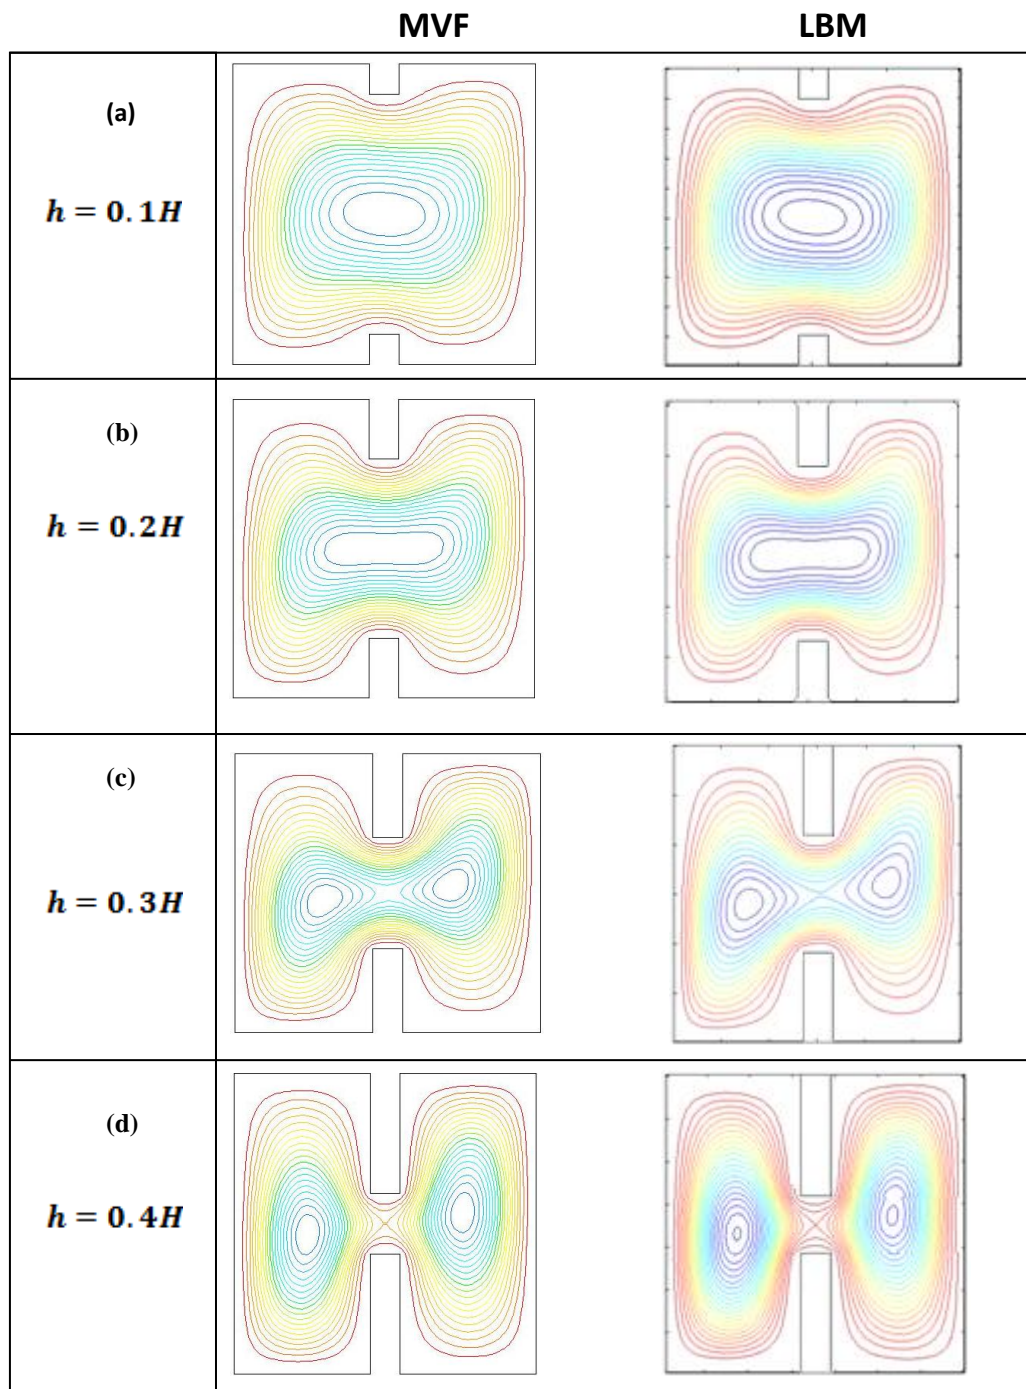 MVF LBM
(a)
h = 0.1H
(b)
h = 0.2H
(c)
h = 0.3H
(d)
h = 0.4H